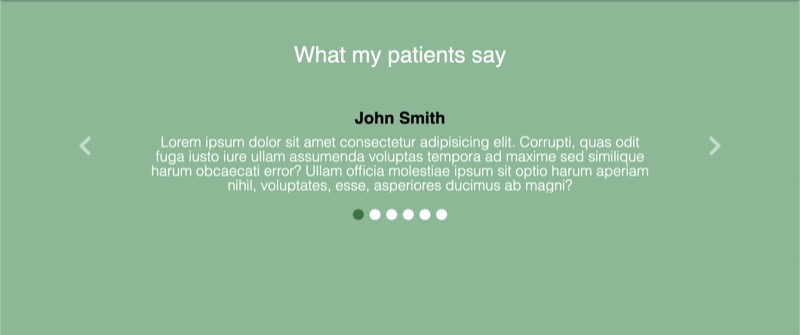 What my patients say
John Smith
Lorem ipsum dolor sit amet consectetur adipisicing elit. Corrupti, quas odit
fuga iusto iure ullam assumenda voluptas tempora ad maxime sed similique
harum obcaecati error? Ullam officia molestiae ipsum sit optio harum aperiam
nihil, voluptates, esse, asperiores ducimus ab magni?